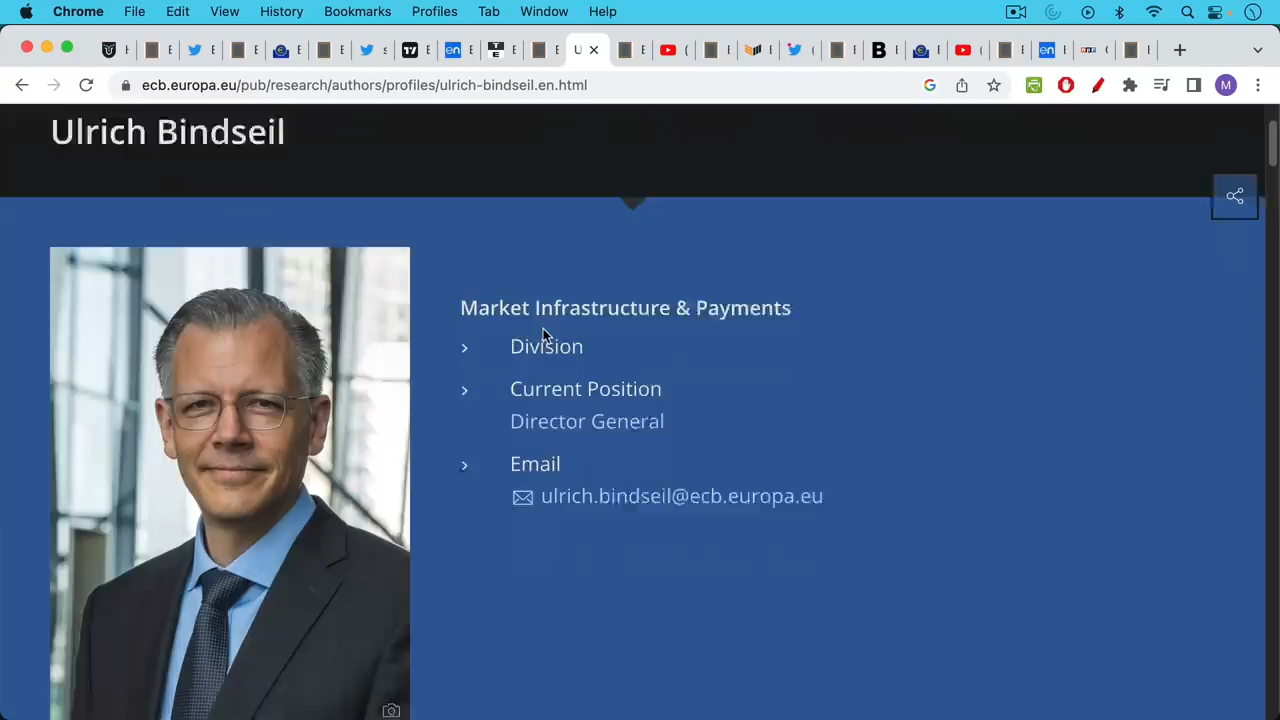 Chrome File Edit View History Bookmarks Profiles Tab Window Help
ecb.europa.eu/pub/research/authors/profiles/ulrich-bindseil.en.html
M
Ulrich Bindseil
Market Infrastructure & Payments
Division
Current Position
Director General
Email
ulrich.bindseil@ecb.europa.eu